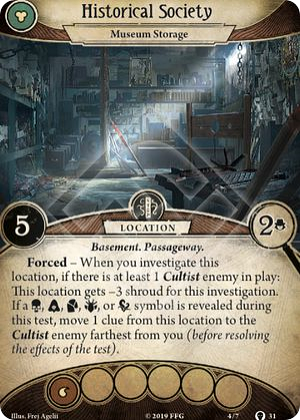 Historical Society
Museum Storage
5
LOCATION
2
Basement. Passageway.
Forced – When you investigate this
location, if there is at least 1 Cultist enemy in play:
This location gets –3 shroud for this investigation.
If a , , , , or symbol is revealed during
this test, move 1 clue from this location to the
Cultist enemy farthest from you (before resolving
the effects of the test).
Illus. Frej Agelii
© 2019 FFG
4/7
31